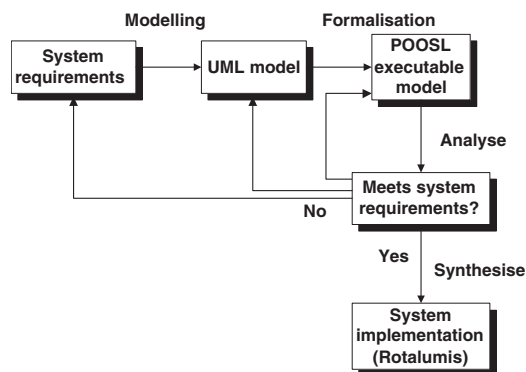 Modelling
Formalisation
System
requirements
UML model
POOSL
executable
model
Analyse
Meets system
requirements?
No
Yes
Synthesise
System
implementation
(Rotalumis)